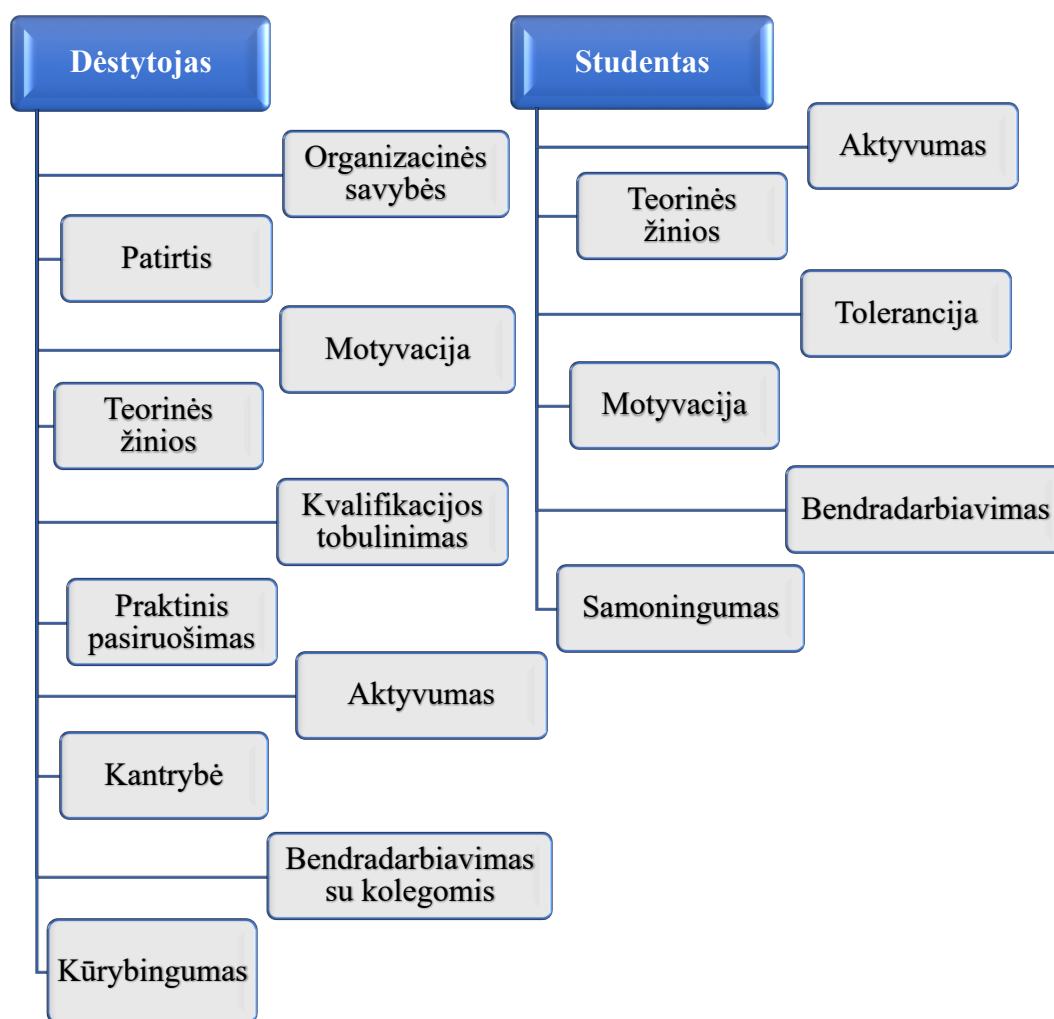 Dėstytojas
Organizacinės
savybės
Patirtis
Motyvacija
Teorinės
žinios
Kvalifikacijos
tobulinimas
Praktinis
pasiruošimas
Aktyvumas
Kantrybė
Bendradarbiavimas
su kolegomis
Kūrybingumas
Studentas
Aktyvumas
Teorinės
žinios
Tolerancija
Motyvacija
Bendradarbiavimas
Samoningumas